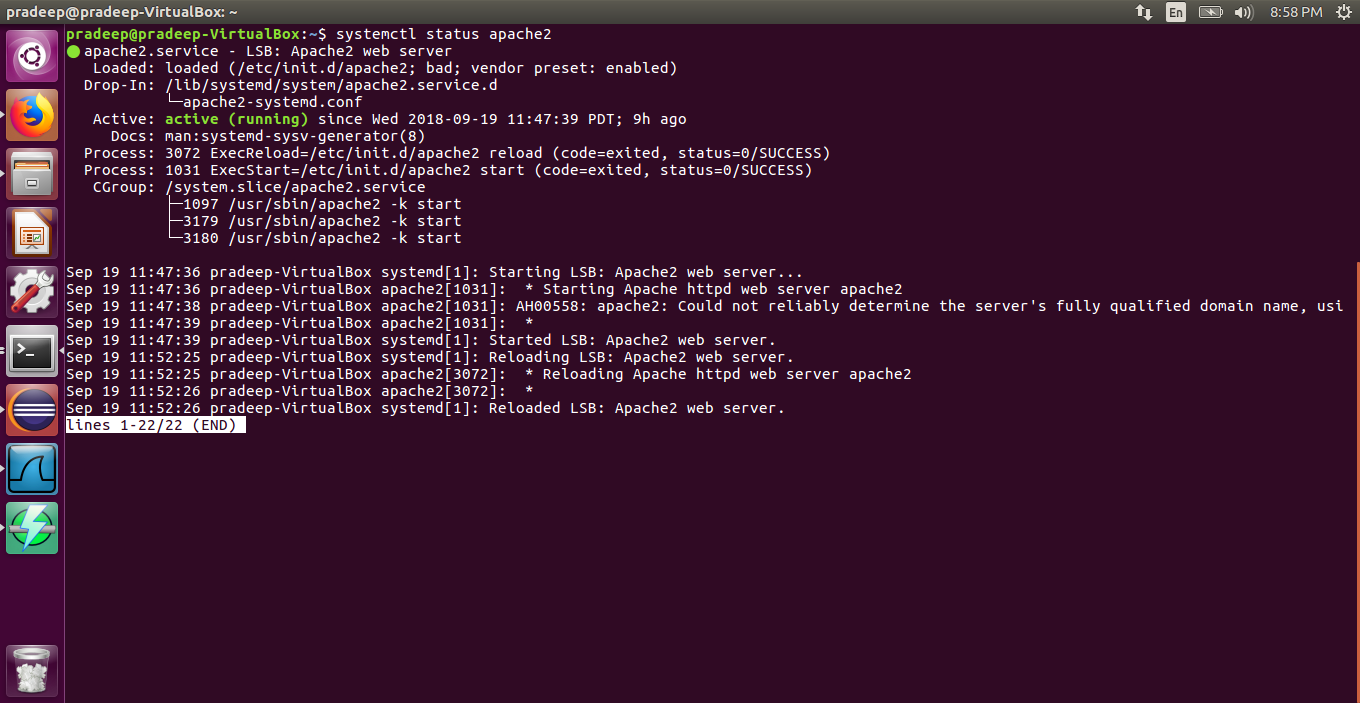 pradeep@pradeep-VirtualBox: ~
En
8:58 PM
pradeep@pradeep-VirtualBox:~$ systemctl status apache2
● apache2.service - LSB: Apache2 web server
   Loaded: loaded (/etc/init.d/apache2; bad; vendor preset: enabled)
  Drop-In: /lib/systemd/system/apache2.service.d
           └─apache2-systemd.conf
   Active: active (running) since Wed 2018-09-19 11:47:39 PDT; 9h ago
     Docs: man:systemd-sysv-generator(8)
  Process: 3072 ExecReload=/etc/init.d/apache2 reload (code=exited, status=0/SUCCESS)
  Process: 1031 ExecStart=/etc/init.d/apache2 start (code=exited, status=0/SUCCESS)
   CGroup: /system.slice/apache2.service
           ├─1097 /usr/sbin/apache2 -k start
           ├─3179 /usr/sbin/apache2 -k start
           └─3180 /usr/sbin/apache2 -k start
Sep 19 11:47:36 pradeep-VirtualBox systemd[1]: Starting LSB: Apache2 web server...
Sep 19 11:47:36 pradeep-VirtualBox apache2[1031]:  * Starting Apache httpd web server apache2
Sep 19 11:47:38 pradeep-VirtualBox apache2[1031]: AH00558: apache2: Could not reliably determine the server's fully qualified domain name, usi
Sep 19 11:47:39 pradeep-VirtualBox apache2[1031]:  *
Sep 19 11:47:39 pradeep-VirtualBox systemd[1]: Started LSB: Apache2 web server.
Sep 19 11:52:25 pradeep-VirtualBox systemd[1]: Reloading LSB: Apache2 web server.
Sep 19 11:52:25 pradeep-VirtualBox apache2[3072]:  * Reloading Apache httpd web server apache2
Sep 19 11:52:26 pradeep-VirtualBox apache2[3072]:  *
Sep 19 11:52:26 pradeep-VirtualBox systemd[1]: Reloaded LSB: Apache2 web server.
lines 1-22/22 (END)